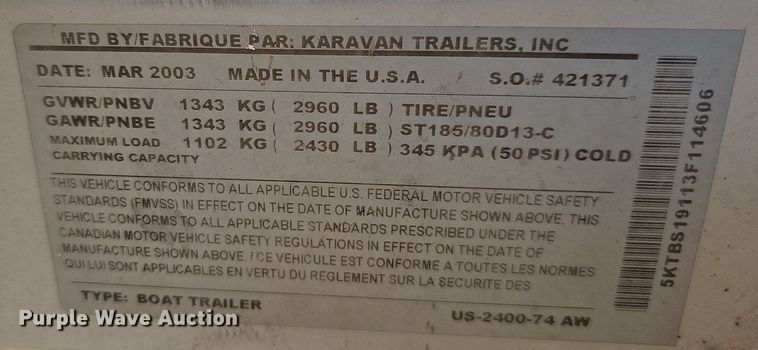 MFD BY/FABRIQUE PAR: KARAVAN TRAILERS, INC
DATE: MAR 2003 MADE IN THE U.S.A. S.O.# 421371
GVWR/PNBV 1343 KG ( 2960 LB ) TIRE/PNEU
GAWR/PNBE 1343 KG ( 2960 LB ) ST185/80D13-C
MAXIMUM LOAD 1102 KG ( 2430 LB ) 345 KPA (50 PSI) COLD
CARRYING CAPACITY
THIS VEHICLE CONFORMS TO ALL APPLICABLE U.S. FEDERAL MOTOR VEHICLE SAFETY
STANDARDS (FMVSS) IN EFFECT ON THE DATE OF MANUFACTURE SHOWN ABOVE. THIS
VEHICLE CONFORMS TO ALL APPLICABLE STANDARDS PRESCRIBED UNDER THE
CANADIAN MOTOR VEHICLE SAFETY REGULATIONS IN EFFECT ON THE DATE OF
MANUFACTURE SHOWN ABOVE. / CE VEHICULE EST CONFORME A TOUTES LES NORMES
QUI LUI SONT APPLICABLES EN VERTU DU REGLEMENT SUR LA SECURITE DES
TYPE: BOAT TRAILER US-2400-74 AW
5KTBS19113F114606
Purple Wave Auction